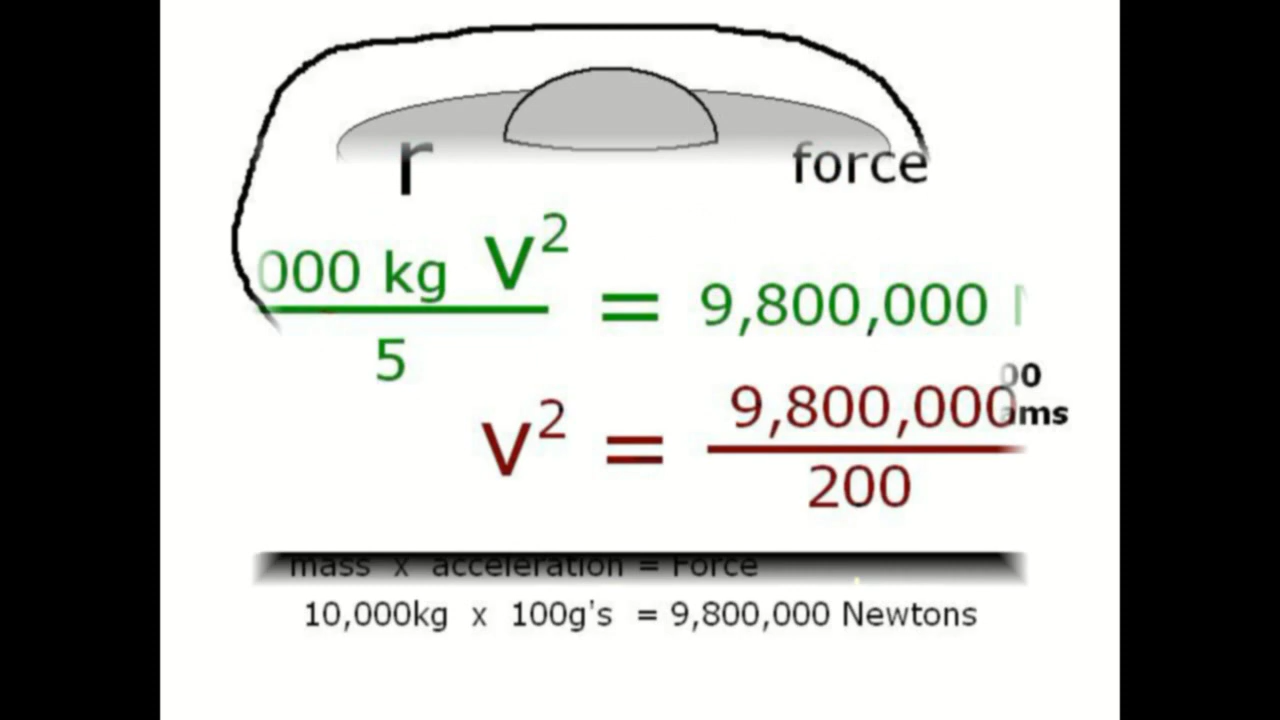 r force
000 kg v²
= 9,800,000
5
v² = 9,800,000
200
mass x acceleration = Force
10,000kg x 100g's = 9,800,000 Newtons